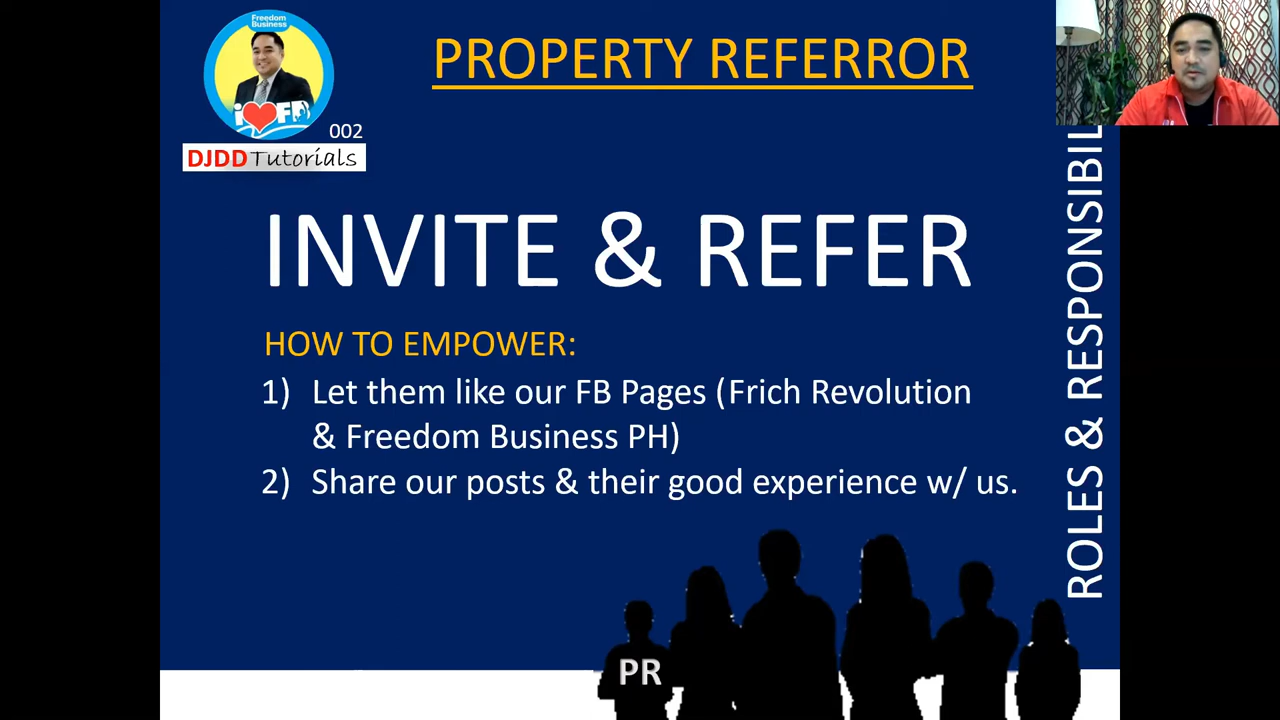 Freedom
Business
i FB
002
DJDDTutorials
PROPERTY REFERROR
INVITE & REFER
HOW TO EMPOWER:
1) Let them like our FB Pages (Frich Revolution
& Freedom Business PH)
2) Share our posts & their good experience w/ us.
ROLES & RESPONSIBIL
PR